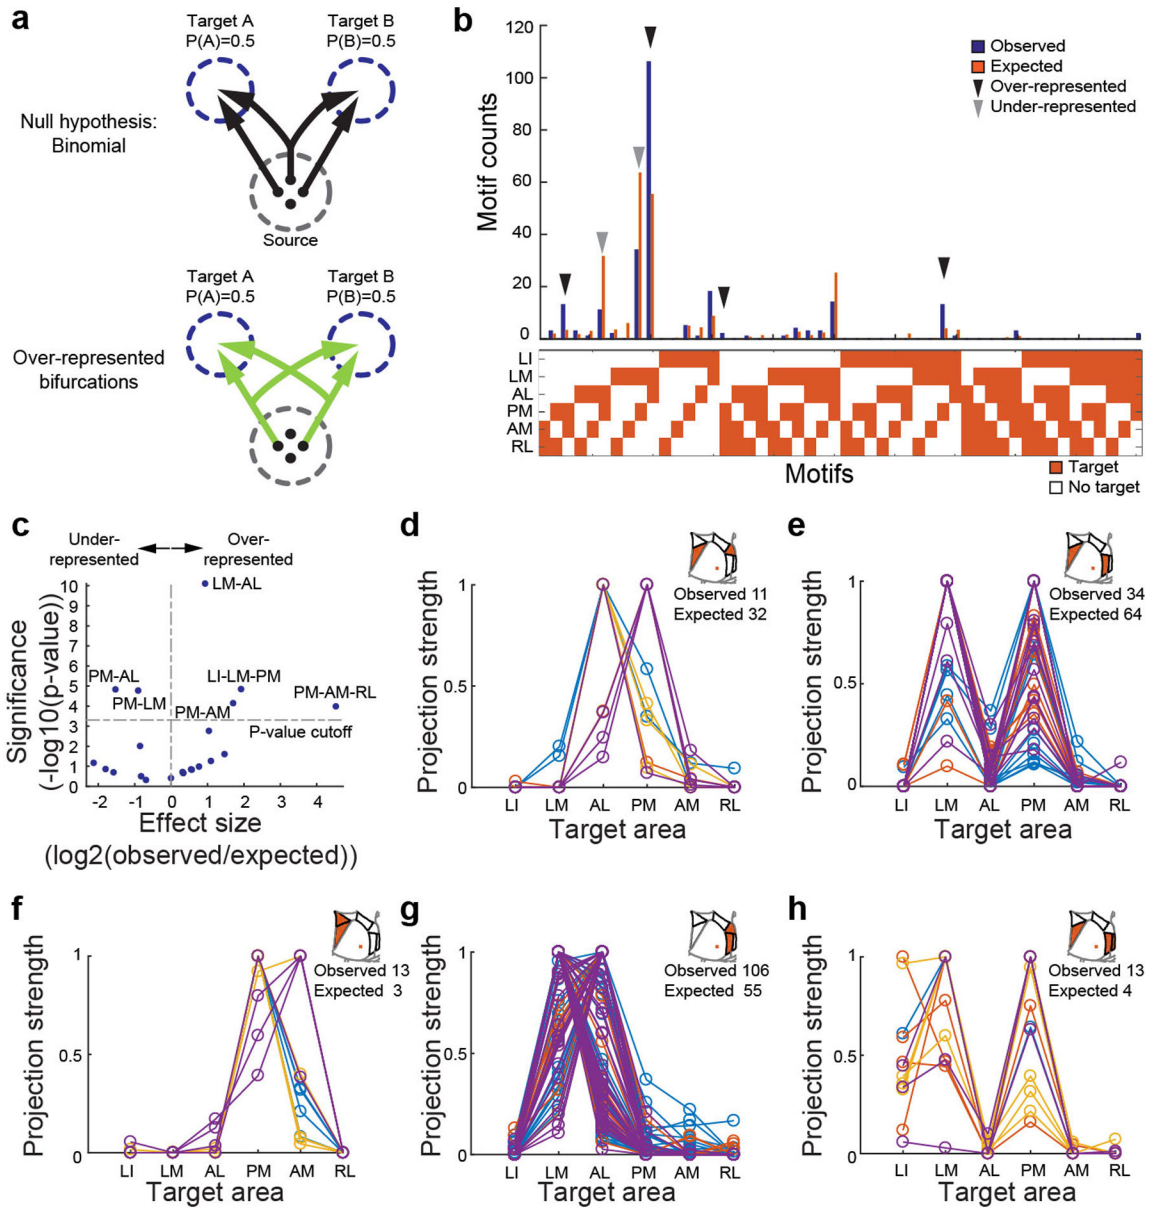 a
Target A
P(A)=0.5
Target B
P(B)=0.5
Null hypothesis:
Binomial
Source
Target A
P(A)=0.5
Target B
P(B)=0.5
Over-represented
bifurcations
b
Motif counts
120
100
120
80
60
40
20
0
Observed
Expected
Over-represented
Under-represented
LI
LM
AL
PM
AM
RL
Motifs
Target
No target
c
Under-
represented
Over-
represented
Significance
(-log10(p-value))
10
9
8
7
6
5
4
3
2
1
0
LM-AL
PM-AL
PM-LM
LI-LM-PM
PM-AM
PM-AM-RL
P-value cutoff
-2
-1
0
1
2
4
Effect size
(log2(observed/expected))
d
Observed 11
Expected 32
Projection strength
1
0.5
0
LI
LM
AL
PM
AM
RL
Target area
e
Observed 34
Expected 64
Projection strength
1
0.5
0
LI
LM
AL
PM
AM
RL
Target area
f
Observed 13
Expected 3
Projection strength
1
0.5
0
LI
LM
AL
PM
AM
RL
Target area
g
Observed 106
Expected 55
Projection strength
1
0.5
0
LI
LM
AL
PM
AM
RL
Target area
h
Observed 13
Expected 4
Projection strength
1
0.5
0
LI
LM
AL
PM
AM
RL
Target area